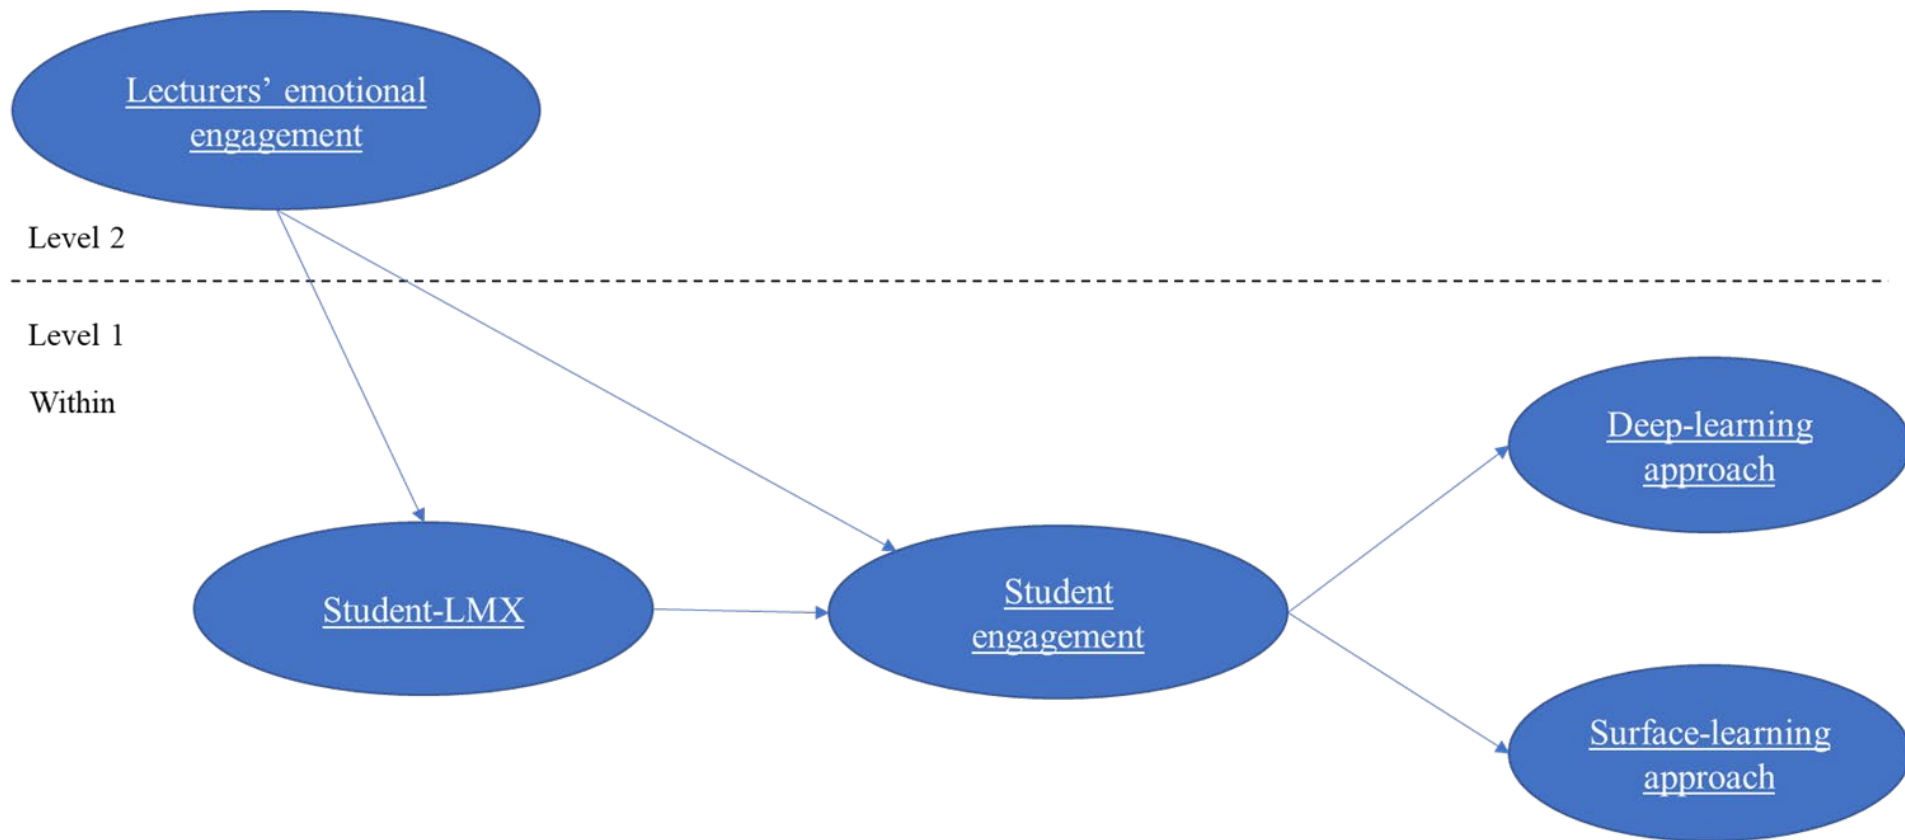 Lecturers’ emotional
engagement
Level 2
Level 1
Within
Deep-learning
approach
Student-LMX
Student
engagement
Surface-learning
approach